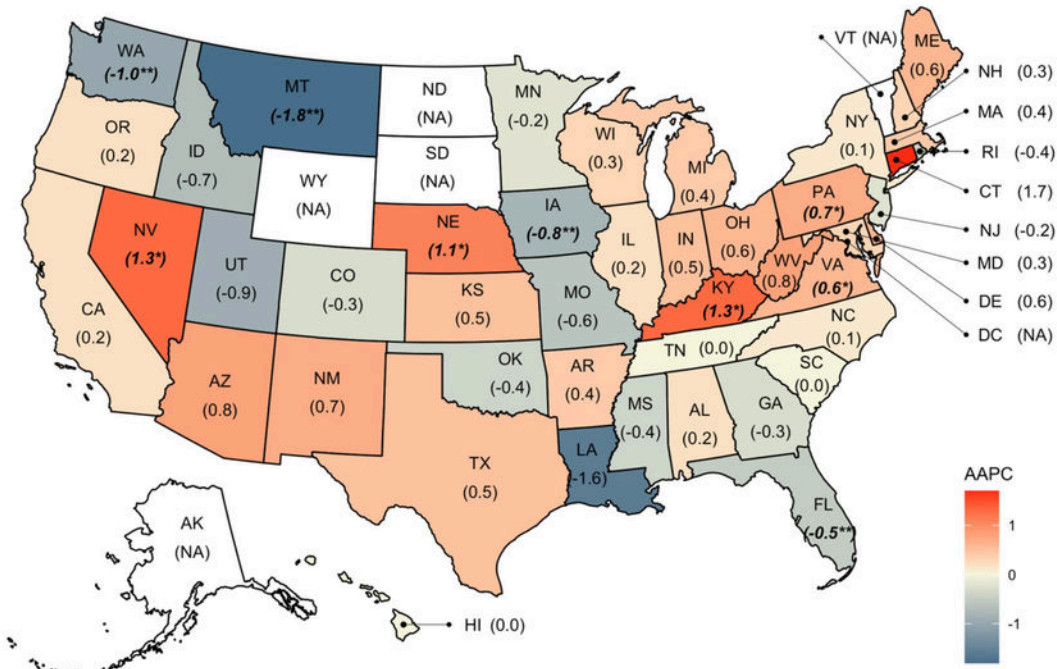 WA
(-1.0**)
MT
(-1.8**)
ND
(NA)
MN
(-0.2)
VT (NA)
ME
(0.6)
NH (0.3)
OR
(0.2)
ID
(-0.7)
SD
(NA)
WI
(0.3)
NY
(0.1)
MA (0.4)
WY
(NA)
MI
(0.4)
RI (-0.4)
CT (1.7)
NV
(1.3*)
UT
(-0.9)
NE
(1.1*)
IA
(-0.8**)
PA
(0.7*)
NJ (-0.2)
CO
(-0.3)
IL
(0.2)
IN
(0.5)
OH
(0.6)
MD (0.3)
CA
(0.2)
KS
(0.5)
MO
(-0.6)
KY
(1.3*)
WV
(0.8)
VA
(0.6*)
DE (0.6)
DC (NA)
AZ
(0.8)
NM
(0.7)
OK
(-0.4)
AR
(0.4)
TN (0.0)
NC
(0.1)
SC
(0.0)
TX
(0.5)
LA
(-1.6)
MS
(-0.4)
AL
(0.2)
GA
(-0.3)
FL
(-0.5**)
AK
(NA)
HI (0.0)
AAPC
1
0
-1